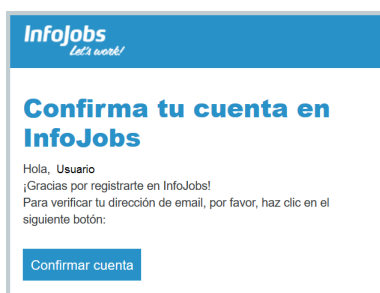 InfoJobs
Let's work!
Confirma tu cuenta en
InfoJobs
Hola, Usuario
¡Gracias por registrarte en InfoJobs!
Para verificar tu dirección de email, por favor, haz clic en el
siguiente botón:
Confirmar cuenta